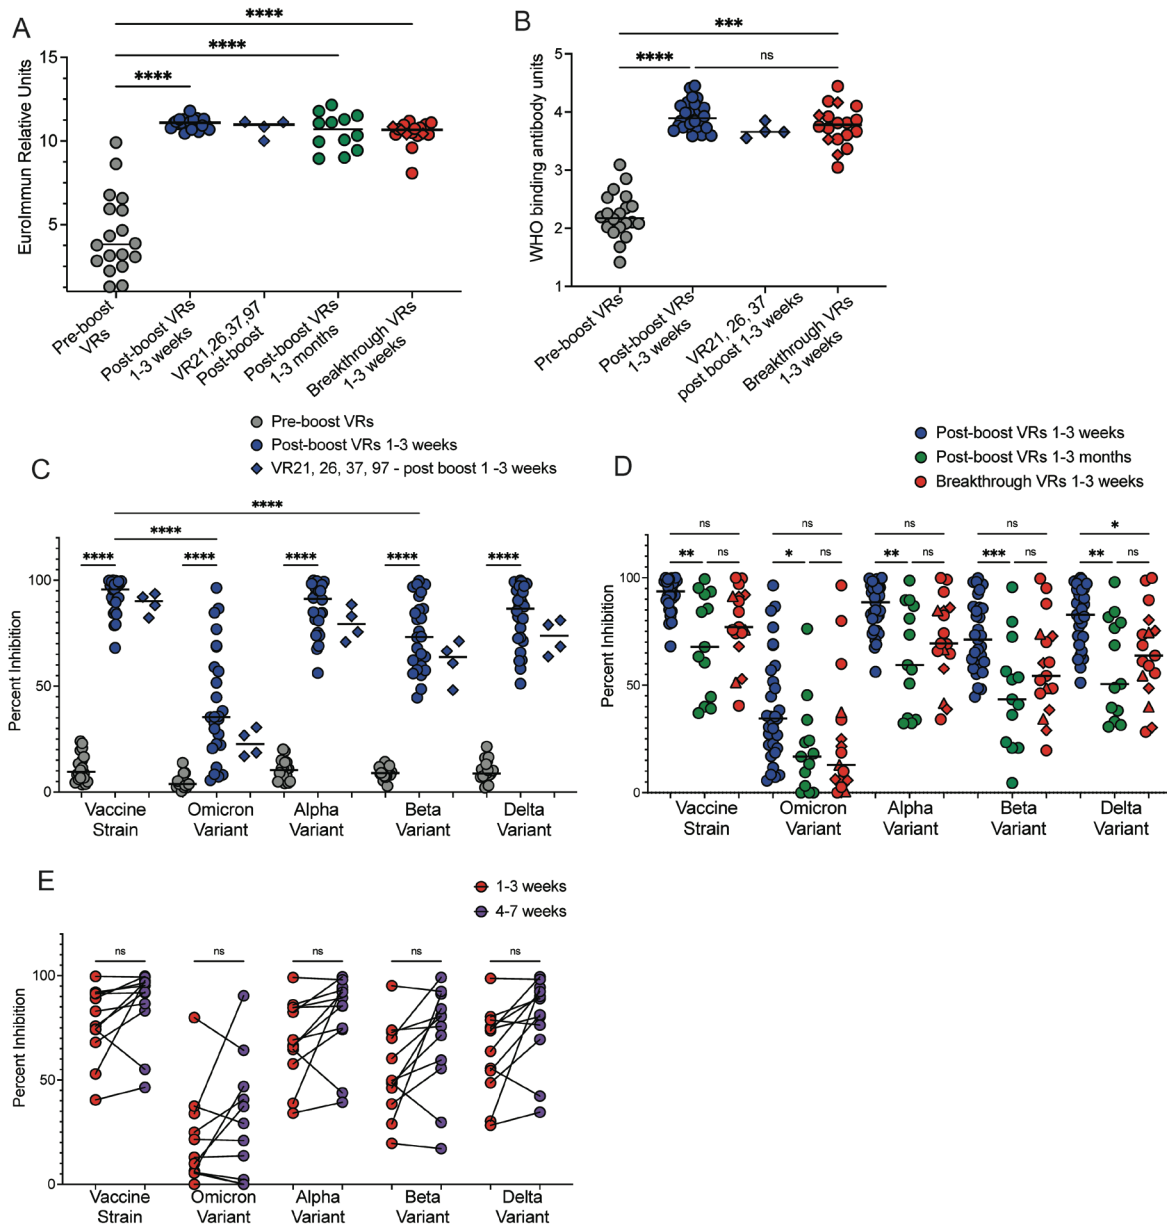 A
****
****
****
EuroImmun Relative Units
15
10
5
Pre-boost
VRs
Post-boost VRs
1-3 weeks
VR21,26,37,97
Post-boost
Post-boost VRs
1-3 months
Breakthrough VRs
1-3 weeks
B
***
****
ns
WHO binding antibody units
5
4
3
2
1
Pre-boost VRs
Post-boost VRs
1-3 weeks
VR21, 26, 37
post boost 1-3 weeks
Breakthrough VRs
1-3 weeks
Pre-boost VRs
Post-boost VRs 1-3 weeks
VR21, 26, 37, 97 - post boost 1 -3 weeks
C
****
****
**** **** **** **** ****
Percent Inhibition
100
50
0
Vaccine
Strain
Omicron
Variant
Alpha
Variant
Beta
Variant
Delta
Variant
Post-boost VRs 1-3 weeks
Post-boost VRs 1-3 months
Breakthrough VRs 1-3 weeks
D
ns ns ns ns *
** ns * ns ** ns *** ns ** ns
Percent Inhibition
100
50
0
Vaccine
Strain
Omicron
Variant
Alpha
Variant
Beta
Variant
Delta
Variant
E
1-3 weeks
4-7 weeks
ns ns ns ns ns
Percent Inhibition
100
50
0
Vaccine
Strain
Omicron
Variant
Alpha
Variant
Beta
Variant
Delta
Variant